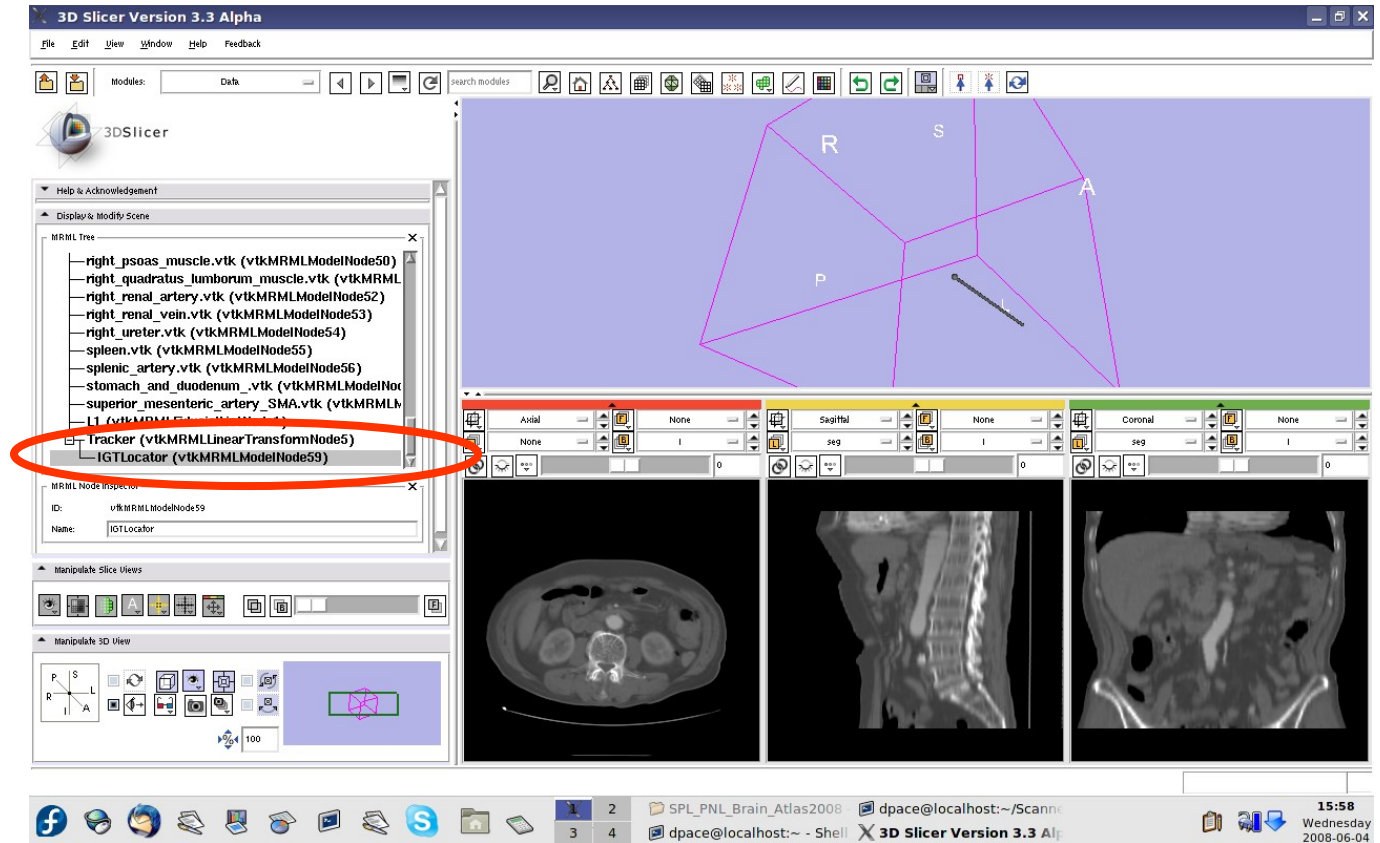 3D Slicer Version 3.3 Alpha
File Edit View Window Help Feedback
Modules: Data search modules
3DSlicer
Help & Acknowledgement
Display & Modify Scene
MRML Tree
right_psoas_muscle.vtk (vtkMRMLModelNode50)
right_quadratus_lumborum_muscle.vtk (vtkMRML
right_renal_artery.vtk (vtkMRMLModelNode52)
right_renal_vein.vtk (vtkMRMLModelNode53)
right_ureter.vtk (vtkMRMLModelNode54)
spleen.vtk (vtkMRMLModelNode55)
splenic_artery.vtk (vtkMRMLModelNode56)
stomach_and_duodenum_.vtk (vtkMRMLModelNo
superior_mesenteric_artery_SMA.vtk (vtkMRML
L1
Tracker (vtkMRMLLinearTransformNode5)
IGTLocator (vtkMRMLModelNode59)
MRML Node Inspector
ID: vtkMRMLModelNode59
Name: IGTLocator
Manipulate Slice Views
A B F
Manipulate 3D View
P S
R L
I A
100
R S A
P L
Axial F None
None B I
0
Sagittal F None
L seg B I
0
Coronal F None
L seg B I
0
1 2
3 4
SPL_PNL_Brain_Atlas2008 -
dpace@localhost:~/Scanne
dpace@localhost:~ - Shell
3D Slicer Version 3.3 Alp
15:58
Wednesday
2008-06-04